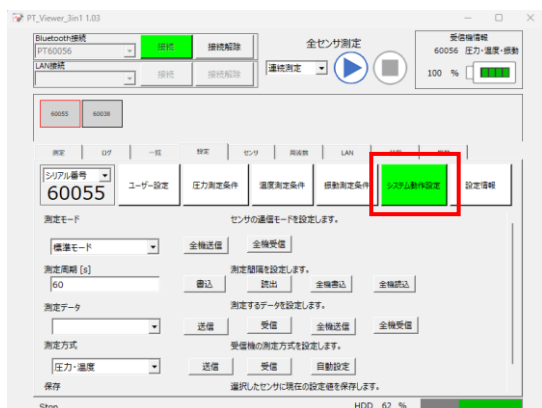 PT_Viewer_3in1 1.03
Bluetooth接続
PT60056
接続
接続解除
LAN接続
接続
接続解除
全センサ測定
連続測定
受信機情報
60056 圧力・温度・振動
100 %
60055
60038
測定
ログ
一覧
設定
センサ
周波数
LAN
シリアル番号
60055
ユーザー設定
圧力測定条件
温度測定条件
振動測定条件
システム動作設定
設定情報
測定モード
センサの通信モードを設定します。
標準モード
全機送信
全機受信
測定周期 [s]
測定間隔を設定します。
60
書込
読出
全機書込
全機読込
測定データ
測定するデータを設定します。
送信
受信
全機送信
全機受信
測定方式
受信機の測定方式を設定します。
圧力・温度
送信
受信
自動設定
保存
選択したセンサに現在の設定値を保存します。
Stop
HDD 62 %